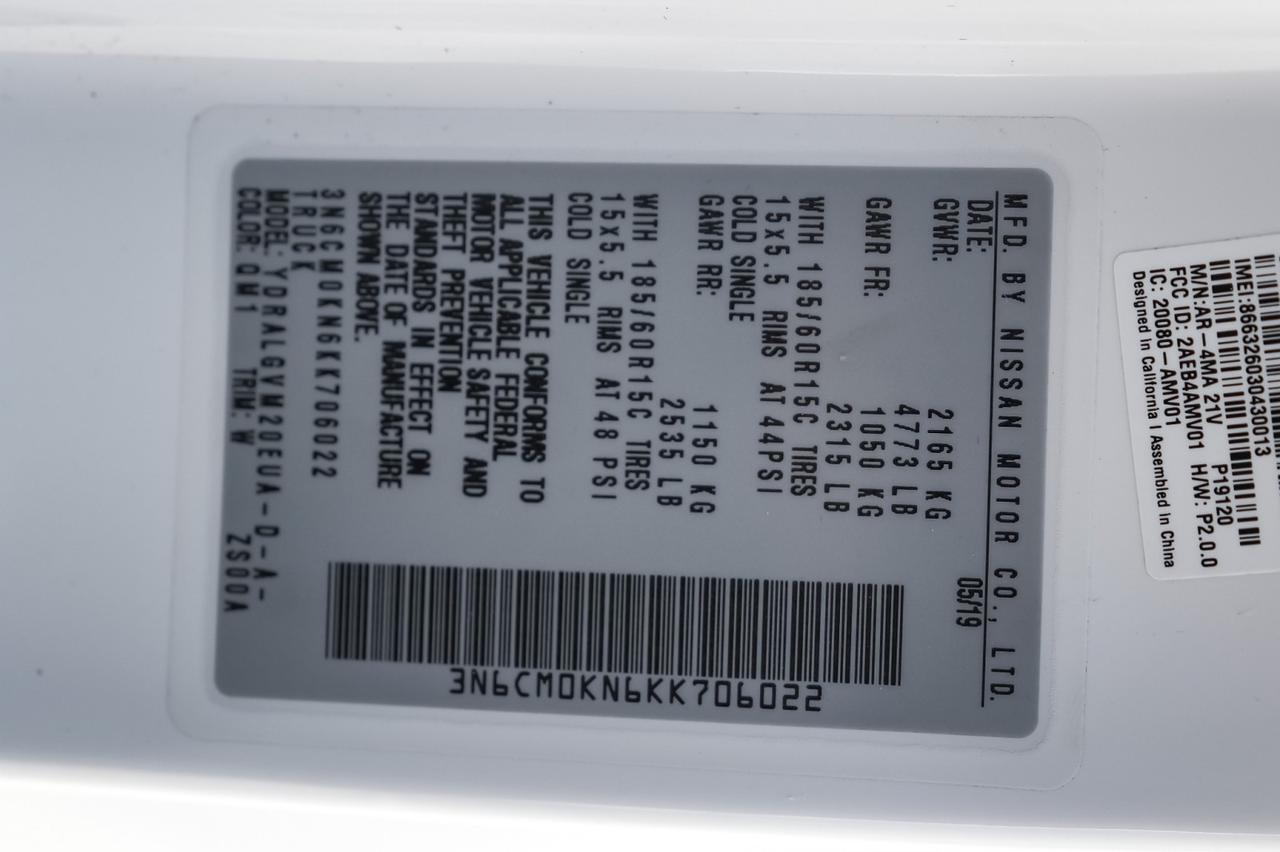 MFD. BY NISSAN MOTOR CO., LTD.
DATE: 05/19
GVWR: 2165 KG
4773 LB
GAWR FR: 1050 KG
2315 LB
WITH 185/60R15C TIRES
15x5.5 RIMS AT 44PSI
COLD SINGLE
GAWR RR: 1150 KG
2535 LB
WITH 185/60R15C TIRES
15x5.5 RIMS AT 48 PSI
COLD SINGLE
THIS VEHICLE CONFORMS TO
ALL APPLICABLE FEDERAL
MOTOR VEHICLE SAFETY AND
THEFT PREVENTION
STANDARDS IN EFFECT ON
THE DATE OF MANUFACTURE
SHOWN ABOVE.
3N6CM0KN6KK706022
TRUCK
MODEL: YDRALGVM20EUA-D-A-
COLOR: QM1 TRIM: W ZS00A
3N6CM0KN6KK706022
IMEI:866326030430013
M/N:AR-4MA 21V P19120
FCC ID: 2AEB4AMV01 H/W: P2.0.0
IC: 20080-AMV01
Designed in California I Assembled in China